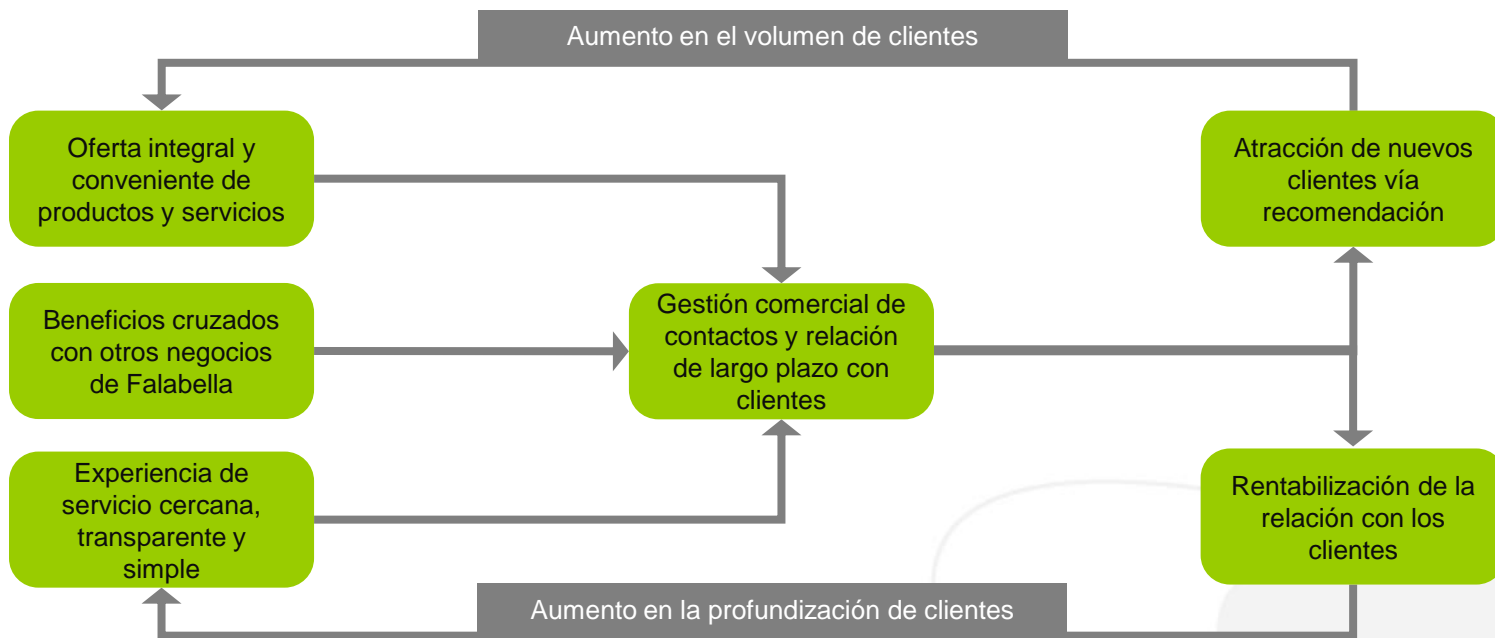 Aumento en el volumen de clientes
Oferta integral y
conveniente de
productos y servicios
Atracción de nuevos
clientes vía
recomendación
Beneficios cruzados
con otros negocios
de Falabella
Gestión comercial de
contactos y relación
de largo plazo con
clientes
Experiencia de
servicio cercana,
transparente y
simple
Rentabilización de la
relación con los
clientes
Aumento en la profundización de clientes